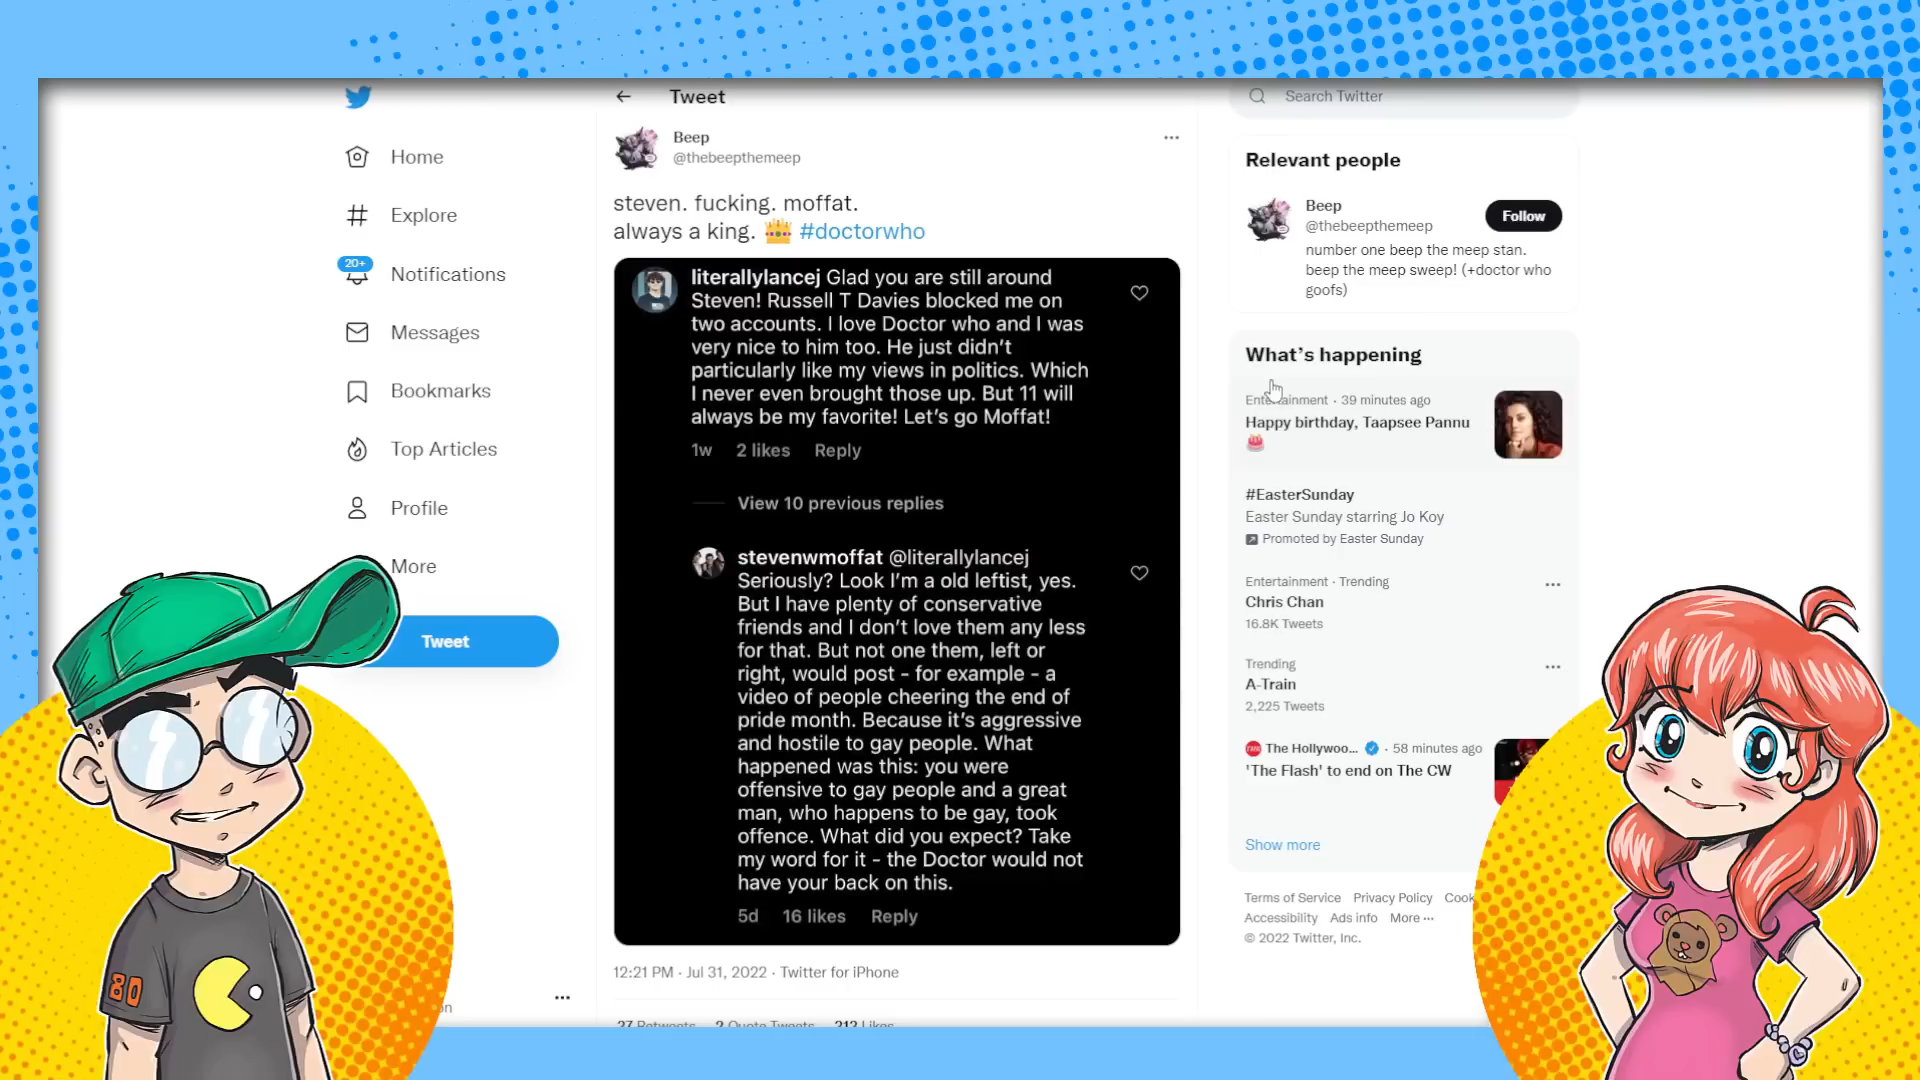 Home
Explore
20+
Notifications
Messages
Bookmarks
Top Articles
Profile
More
Tweet
80
Tweet
Beep
@thebeepthemeep
steven. fucking. moffat.
always a king. 👑 #doctorwho
literallylancej Glad you are still around
Steven! Russell T Davies blocked me on
two accounts. I love Doctor who and I was
very nice to him too. He just didn't
particularly like my views in politics. Which
I never even brought those up. But 11 will
always be my favorite! Let's go Moffat!
1w 2 likes Reply
View 10 previous replies
stevenwmoffat @literallylancej
Seriously? Look I'm a old leftist, yes.
But I have plenty of conservative
friends and I don't love them any less
for that. But not one them, left or
right, would post - for example - a
video of people cheering the end of
pride month. Because it's aggressive
and hostile to gay people. What
happened was this: you were
offensive to gay people and a great
man, who happens to be gay, took
offence. What did you expect? Take
my word for it - the Doctor would not
have your back on this.
5d 16 likes Reply
12:21 PM · Jul 31, 2022 · Twitter for iPhone
27 Retweets 2 Quote Tweets 212 Likes
Search Twitter
Relevant people
Beep
@thebeepthemeep
Follow
number one beep the meep stan.
beep the meep sweep! (+doctor who
goofs)
What's happening
Entertainment · 39 minutes ago
Happy birthday, Taapsee Pannu
🎂
#EasterSunday
Easter Sunday starring Jo Koy
Promoted by Easter Sunday
Entertainment · Trending
Chris Chan
16.8K Tweets
Trending
A-Train
2,225 Tweets
The Hollywoo... · 58 minutes ago
'The Flash' to end on The CW
Show more
Terms of Service Privacy Policy Cook
Accessibility Ads info More ···
© 2022 Twitter, Inc.